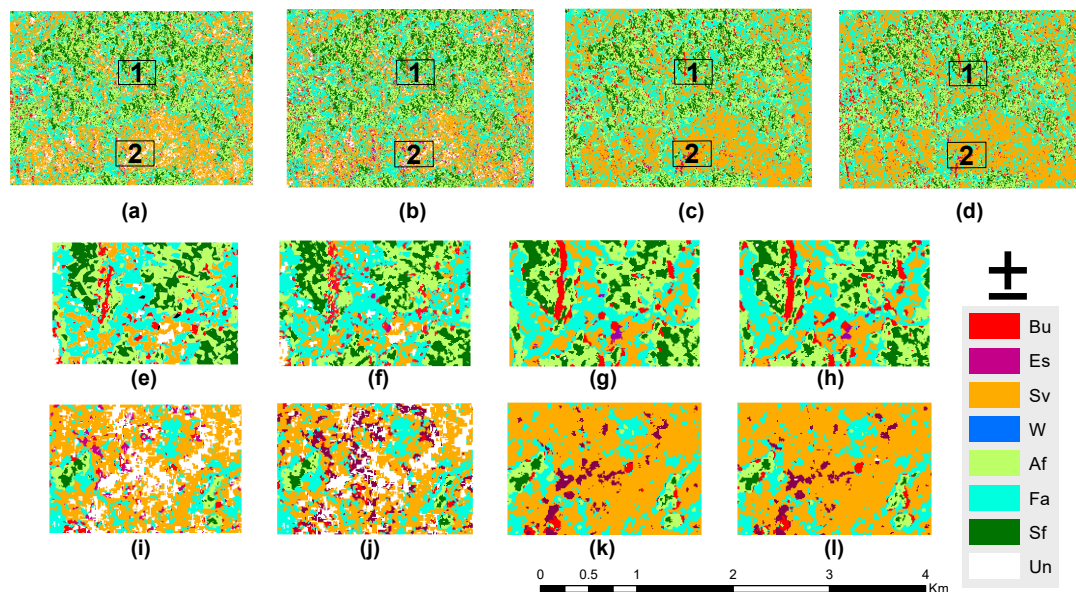 1
2
1
2
1
2
1
2
(a)
(b)
(c)
(d)
(e)
(f)
(g)
(h)
(i)
(j)
(k)
(l)
Bu
Es
Sv
W
Af
Fa
Sf
Un
0 0.5 1 2 3 4
Km